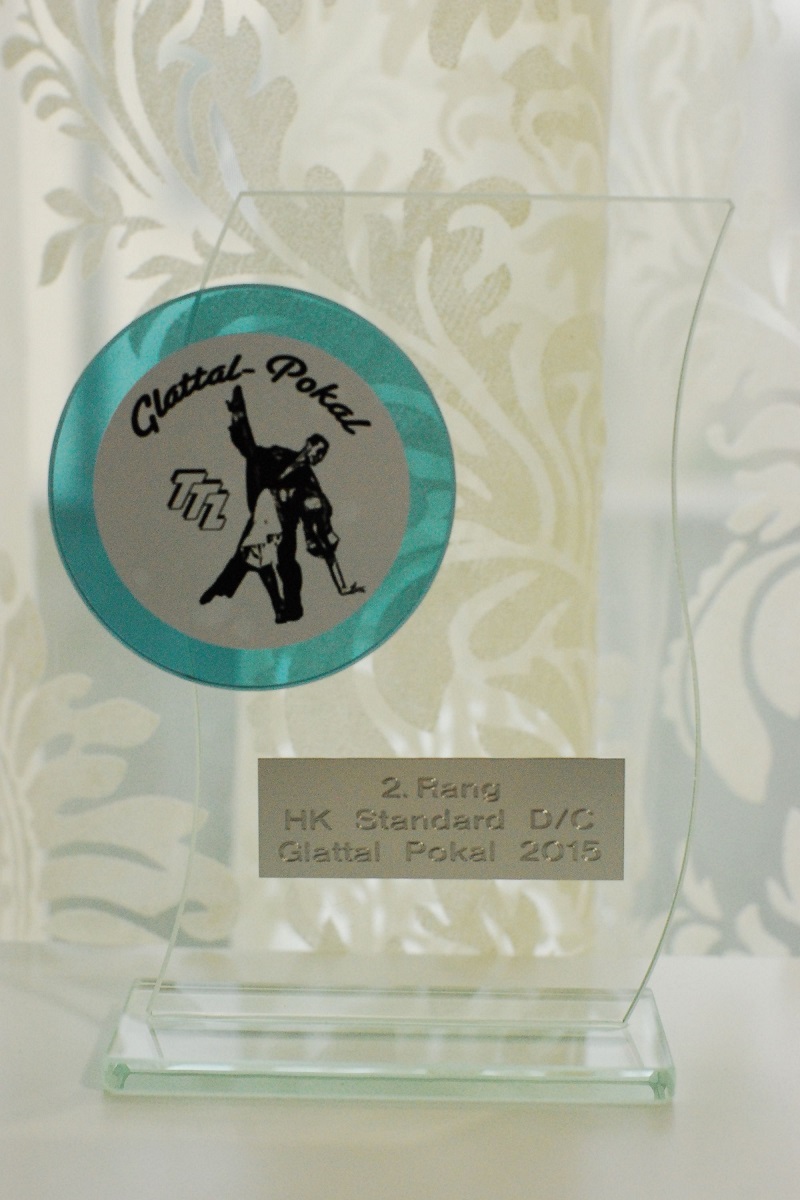 Glattal-Pokal
TTZ
2. Rang
HK Standard D/C
Glattal Pokal 2015